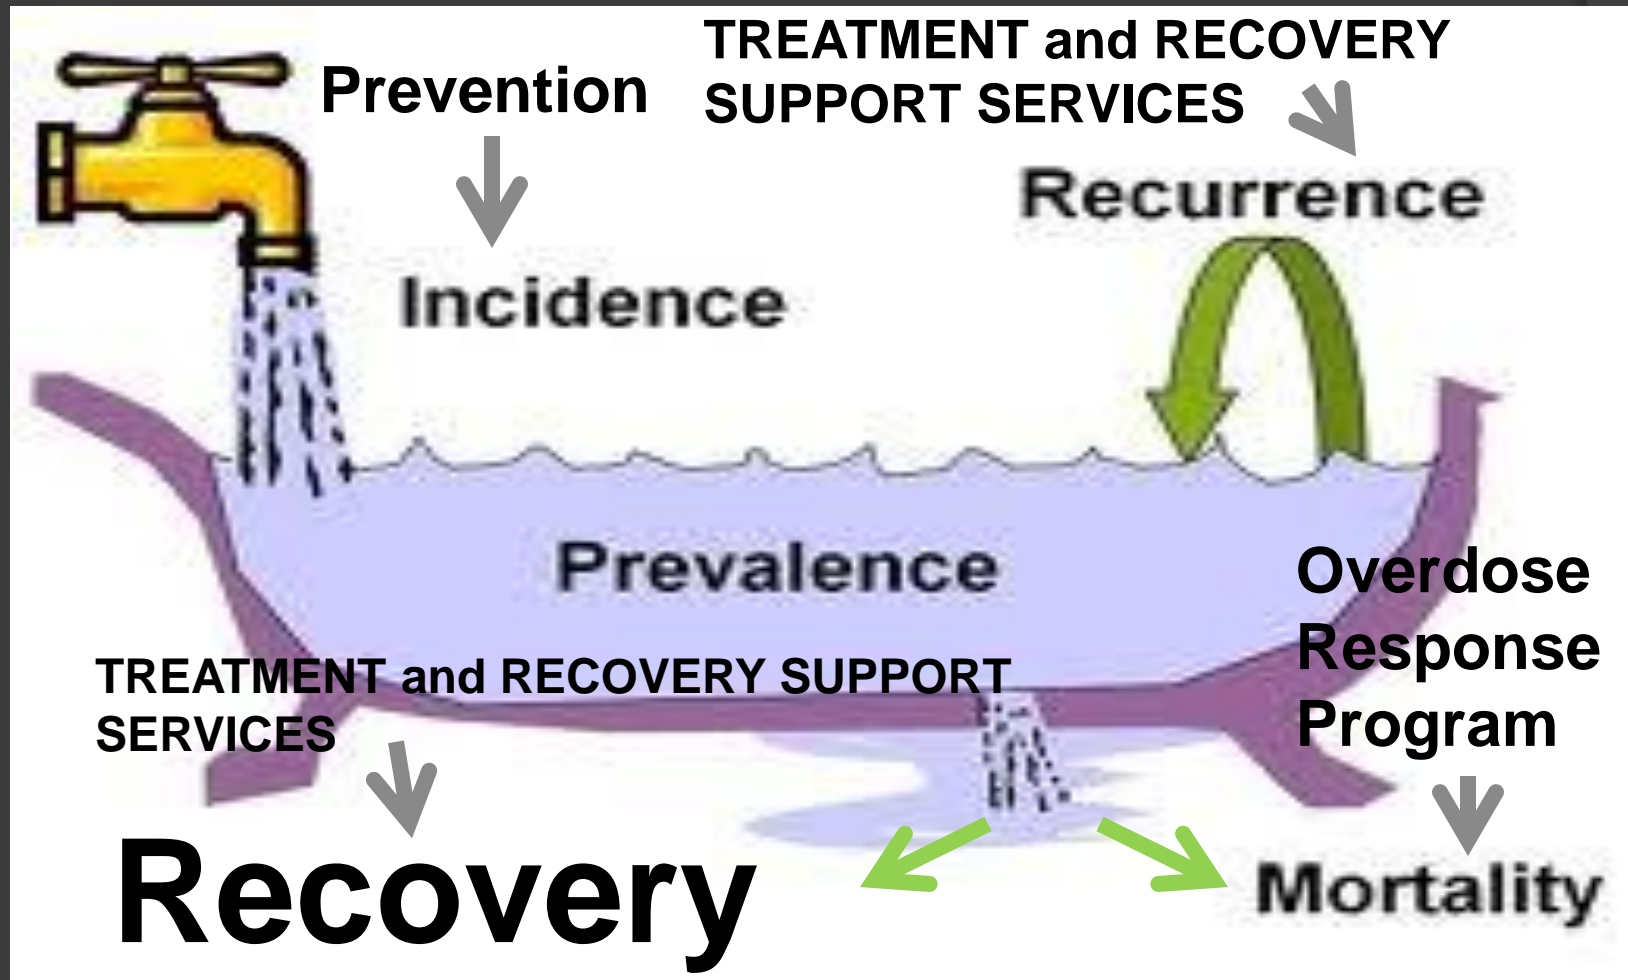 Prevention
TREATMENT and RECOVERY
SUPPORT SERVICES
Recurrence
Incidence
Prevalence
Overdose
Response
Program
TREATMENT and RECOVERY SUPPORT
SERVICES
Recovery
Mortality